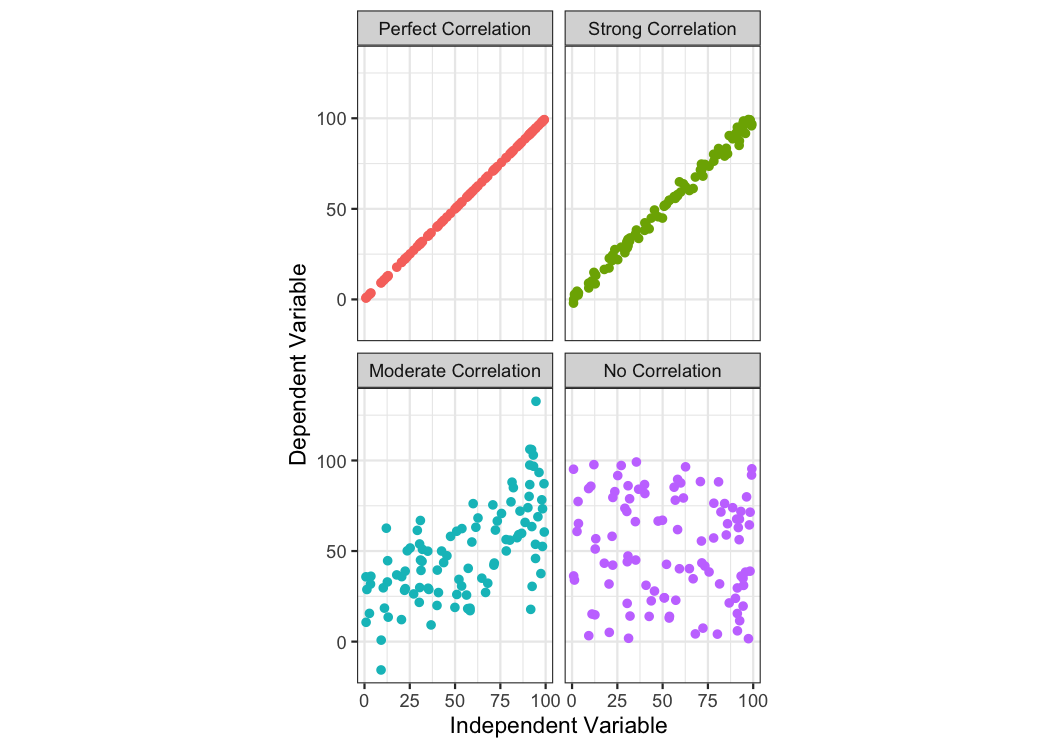 Perfect Correlation
Strong Correlation
100
50
0
Moderate Correlation
No Correlation
100
50
0
Dependent Variable
0 25 50 75 100
0 25 50 75 100
Independent Variable